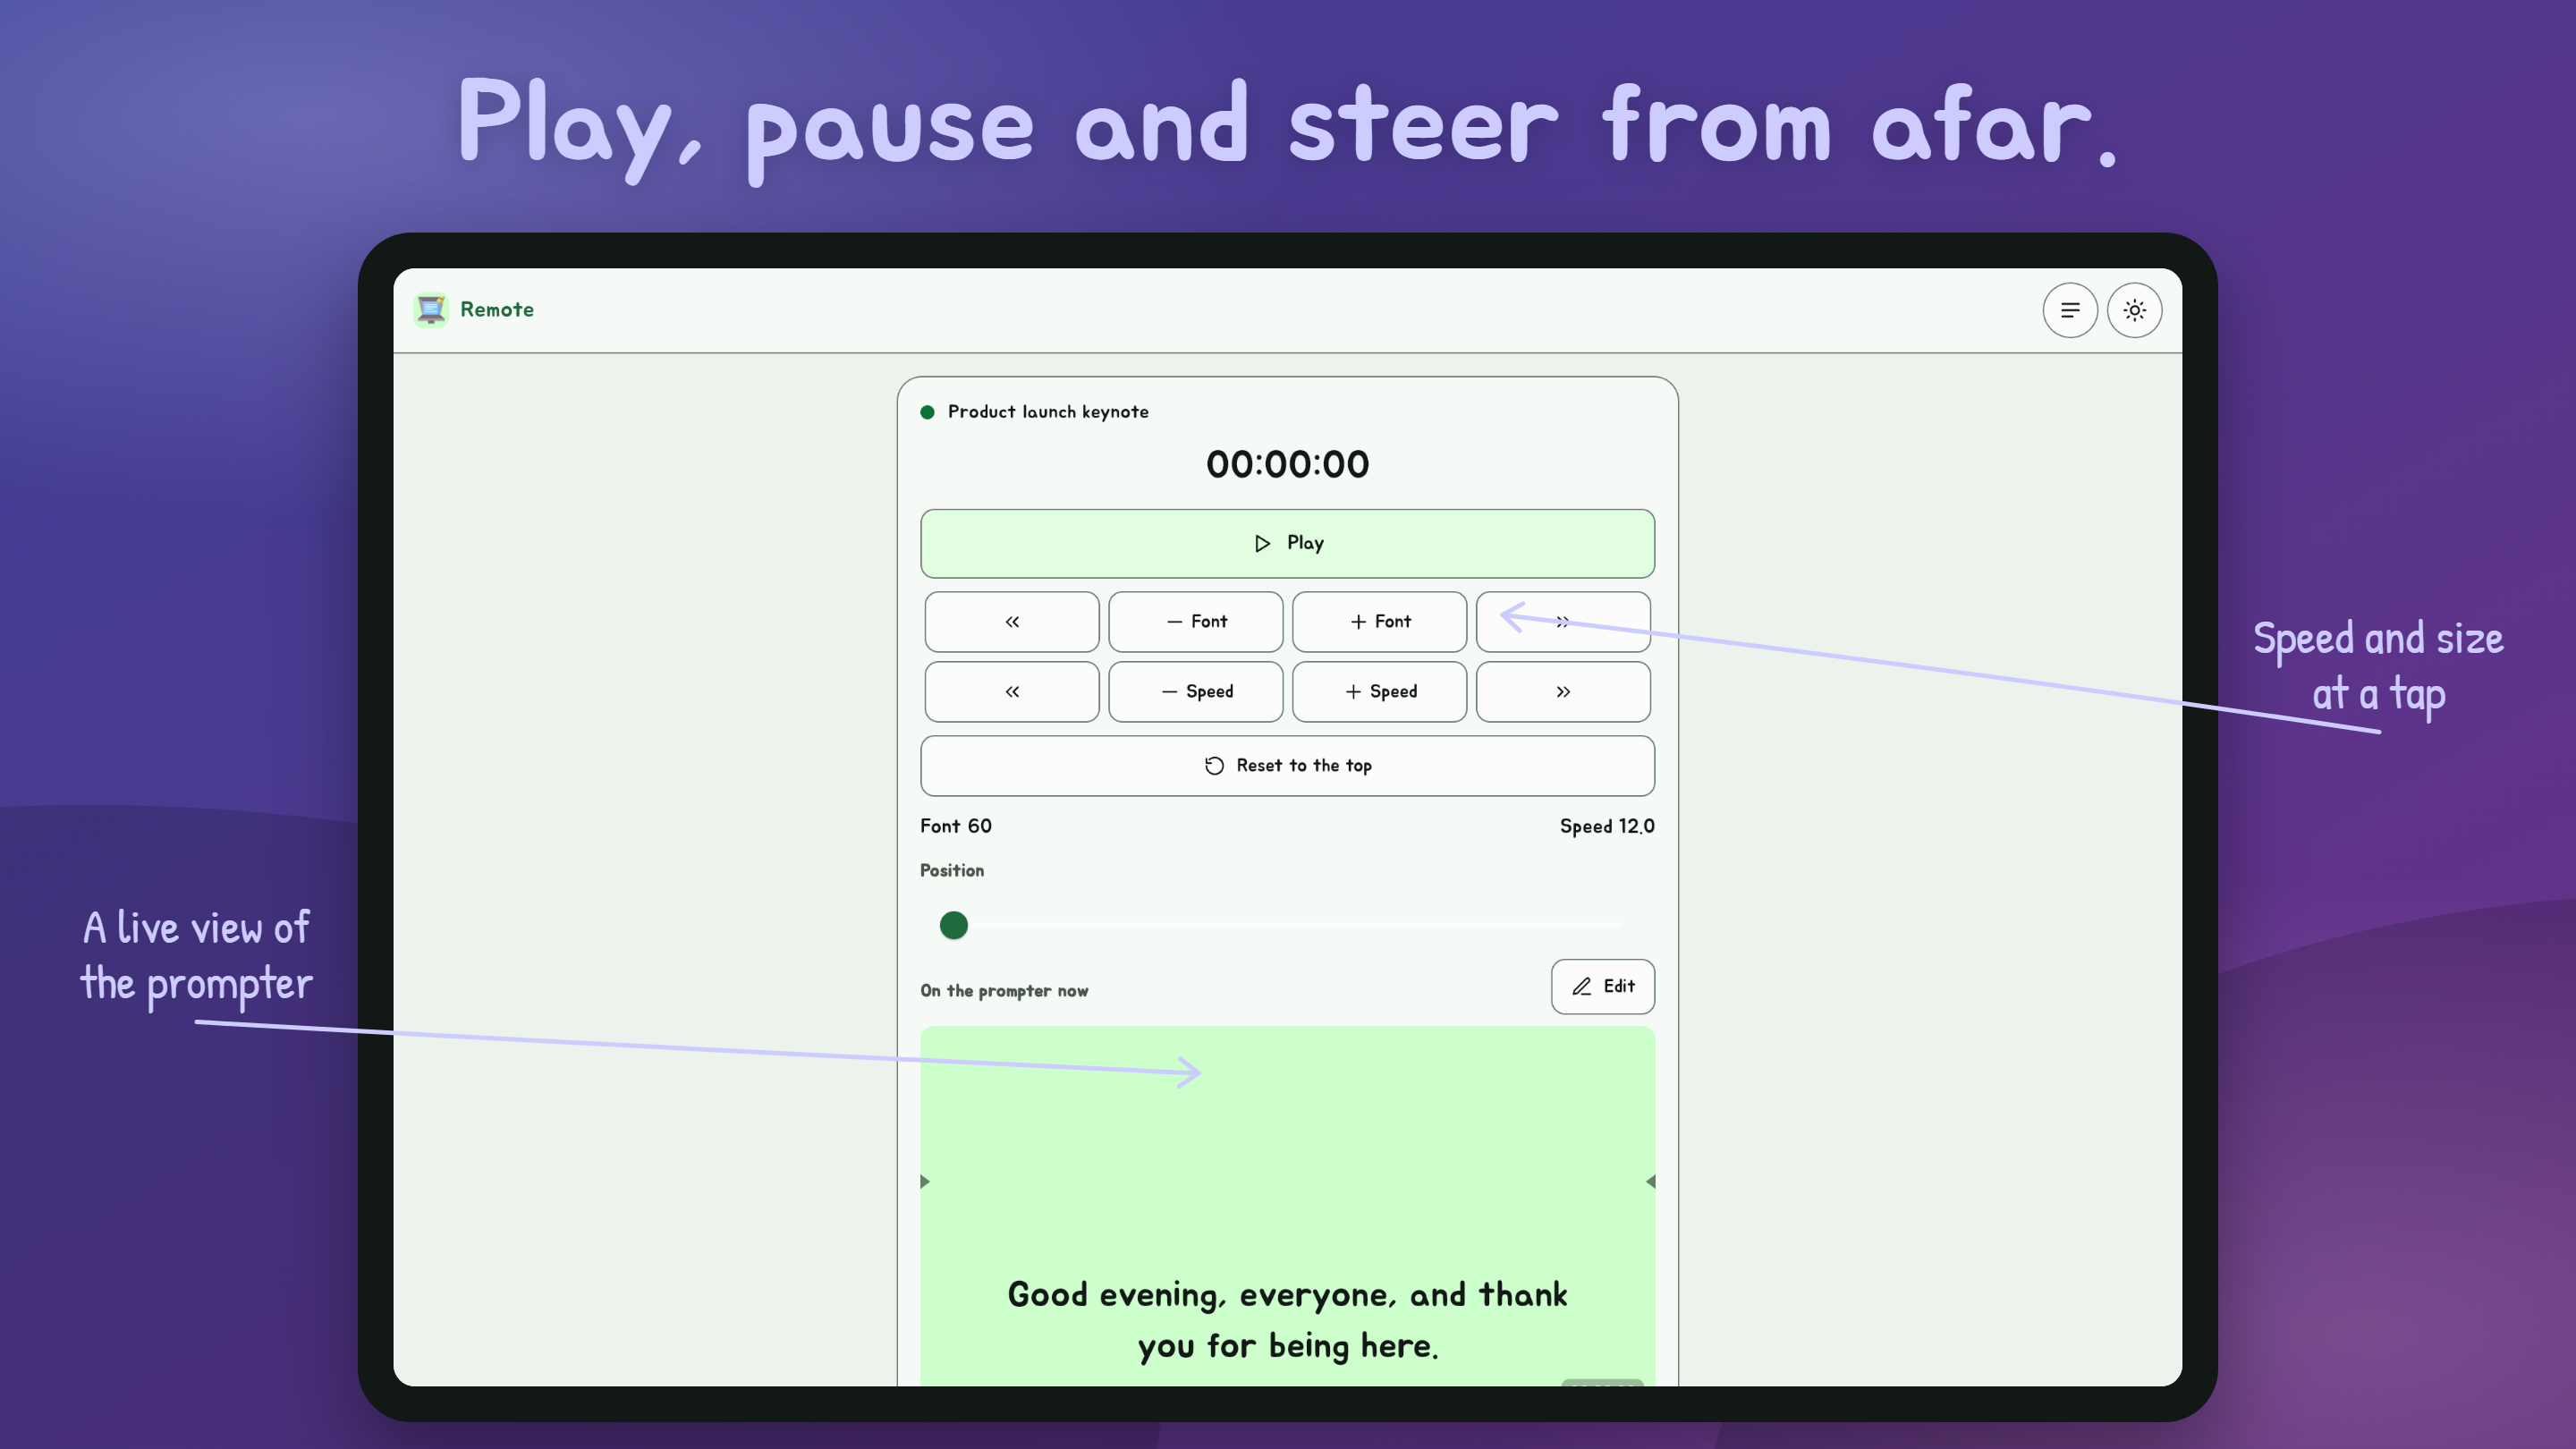 Play, pause and steer from afar.
Remote
Product launch keynote
00:00:00
Play
− Font
+ Font
− Speed
+ Speed
Reset to the top
Font 60
Speed 12.0
Position
On the prompter now
Edit
Good evening, everyone, and thank
you for being here.
Speed and size
at a tap
A live view of
the prompter